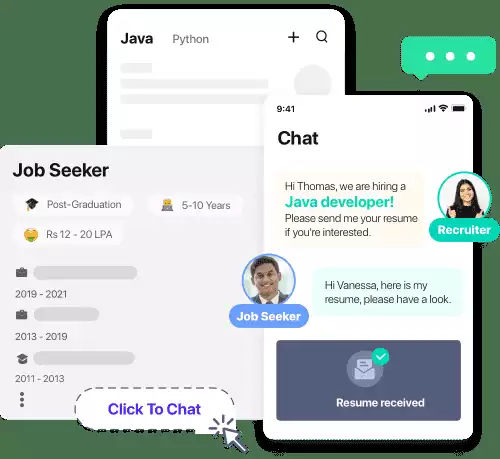 Java
Python
Job Seeker
Post-Graduation
5-10 Years
Rs 12 - 20 LPA
2019 - 2021
2013 - 2019
2011 - 2013
Click To Chat
9:41
Chat
Hi Thomas, we are hiring a
Java developer!
Please send me your resume
if you're interested.
Recruiter
Hi Vanessa, here is my
resume, please have a look.
Job Seeker
Resume received